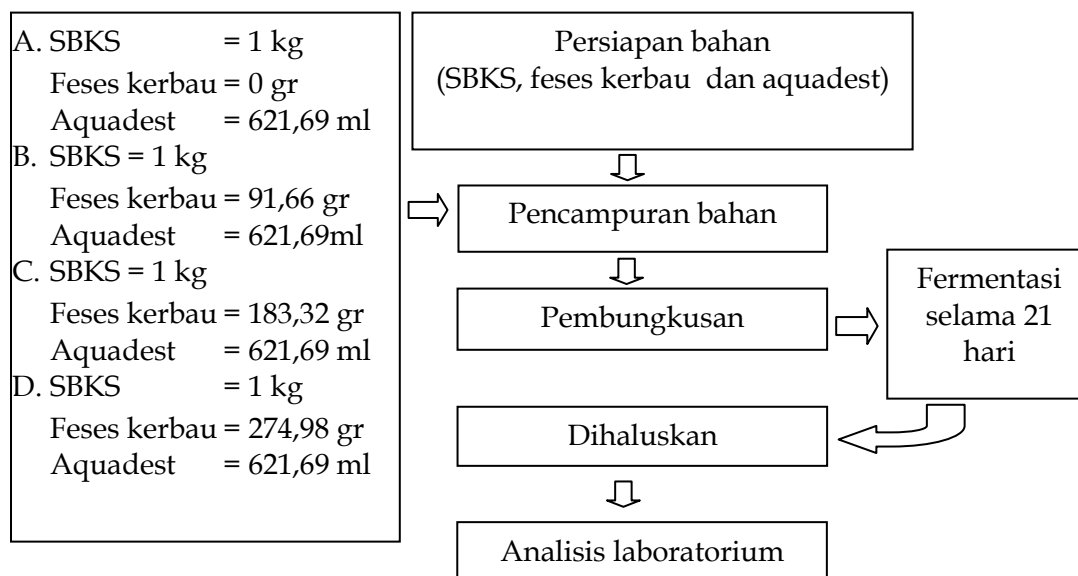 A. SBKS = 1 kg
Feses kerbau = 0 gr
Aquadest = 621,69 ml
B. SBKS = 1 kg
Feses kerbau = 91,66 gr
Aquadest = 621,69ml
C. SBKS = 1 kg
Feses kerbau = 183,32 gr
Aquadest = 621,69 ml
D. SBKS = 1 kg
Feses kerbau = 274,98 gr
Aquadest = 621,69 ml
Persiapan bahan
(SBKS, feses kerbau dan aquadest)
Pencampuran bahan
Pembungkusan
Fermentasi
selama 21
hari
Dihaluskan
Analisis laboratorium